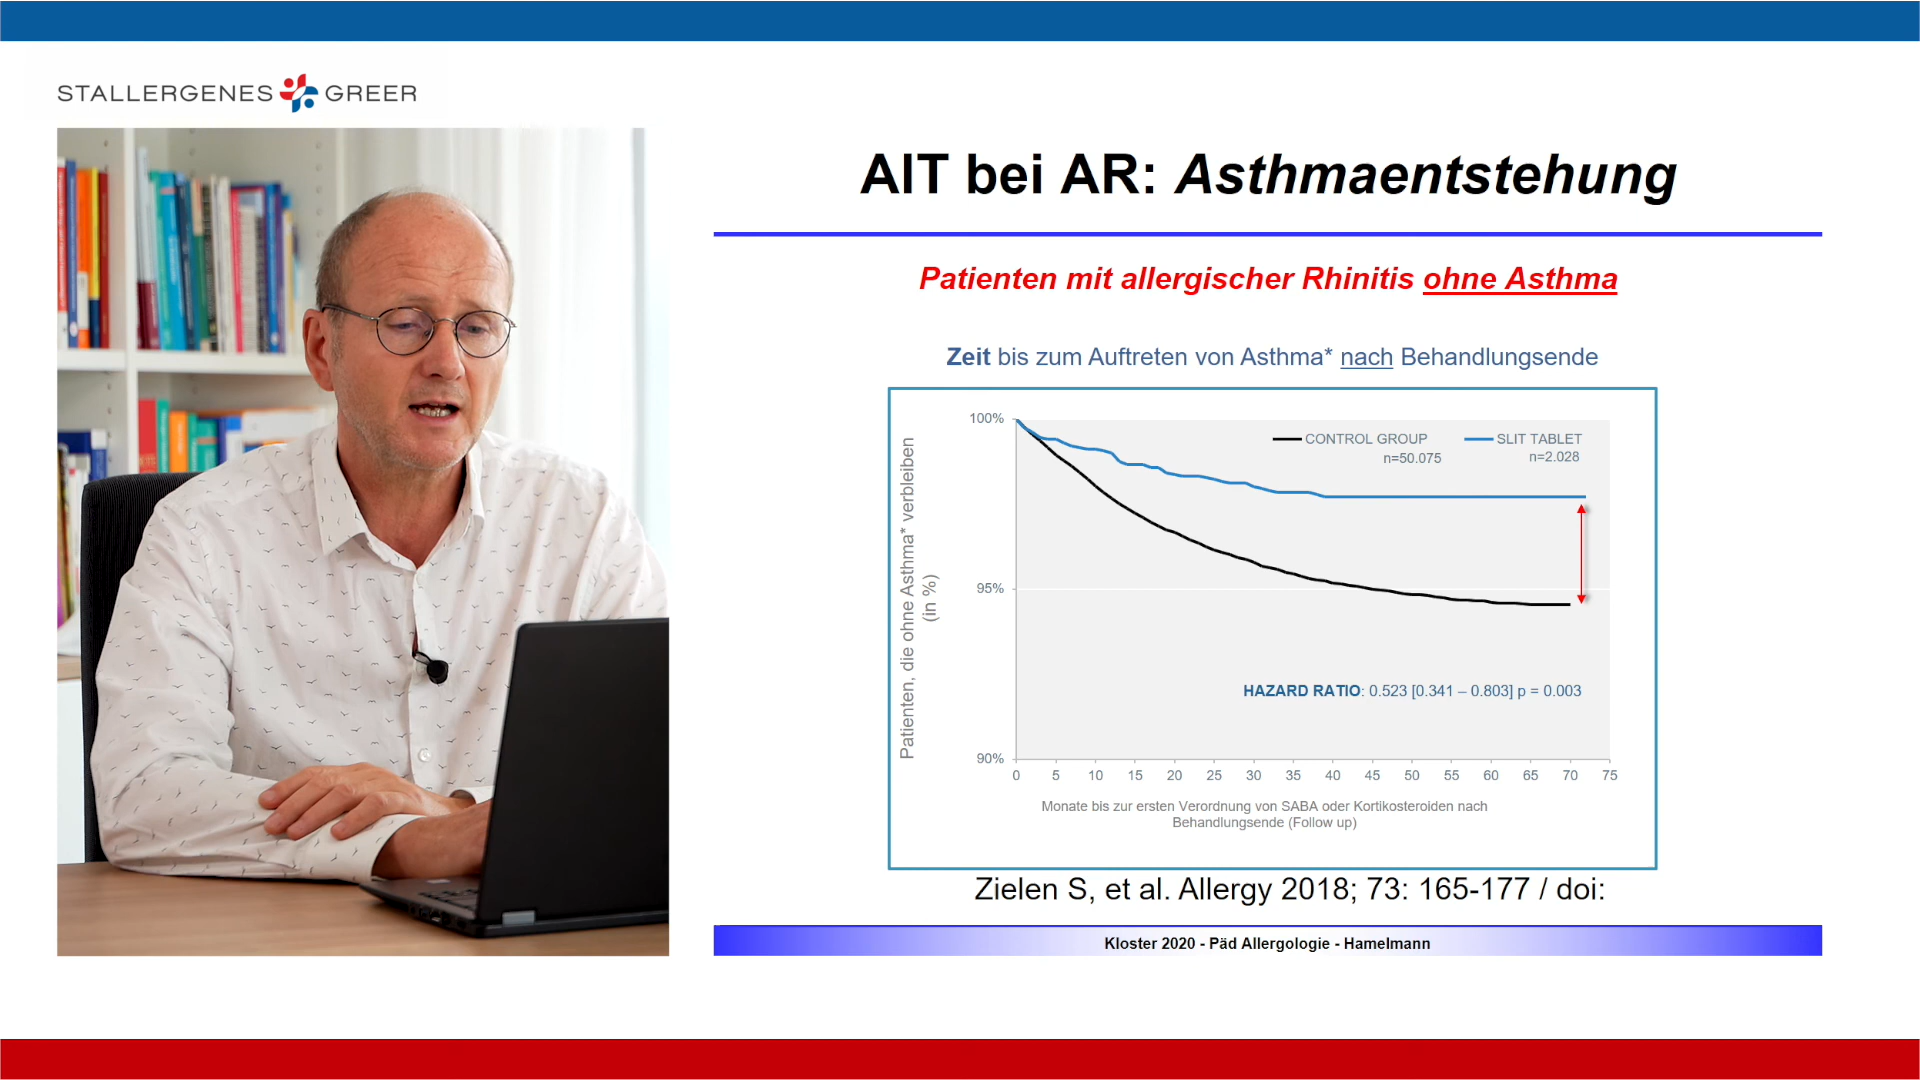 STALLERGENES GREER
AIT bei AR: Asthmaentstehung
Patienten mit allergischer Rhinitis ohne Asthma
Zeit bis zum Auftreten von Asthma* nach Behandlungsende
Patienten, die ohne Asthma* verbleiben
(in %)
100%
95%
90%
CONTROL GROUP
n=50.075
SLIT TABLET
n=2.028
HAZARD RATIO: 0.523 [0.341 – 0.803] p = 0.003
0 5 10 15 20 25 30 35 40 45 50 55 60 65 70 75
Monate bis zur ersten Verordnung von SABA oder Kortikosteroiden nach
Behandlungsende (Follow up)
Zielen S, et al. Allergy 2018; 73: 165-177 / doi:
Kloster 2020 - Päd Allergologie - Hamelmann